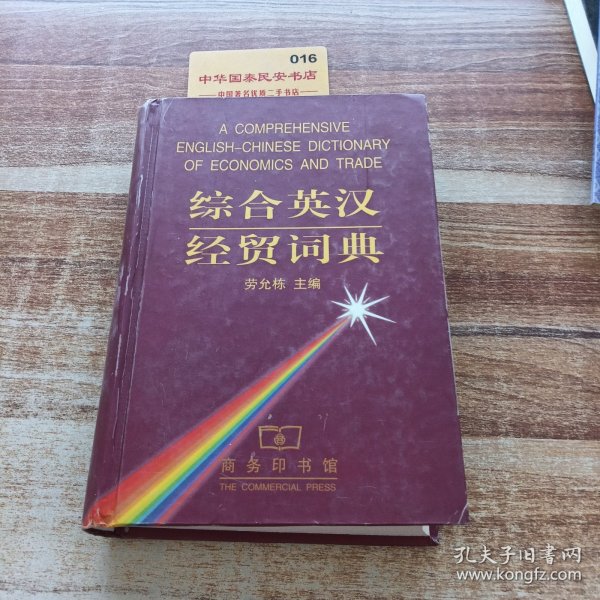 016
中华国泰民安书店
中国著名优质二手书店
A COMPREHENSIVE
ENGLISH-CHINESE DICTIONARY
OF ECONOMICS AND TRADE
综合英汉
经贸词典
劳允栋 主编
商务印书馆
THE COMMERCIAL PRESS
孔夫子旧书网
www.kongfz.com